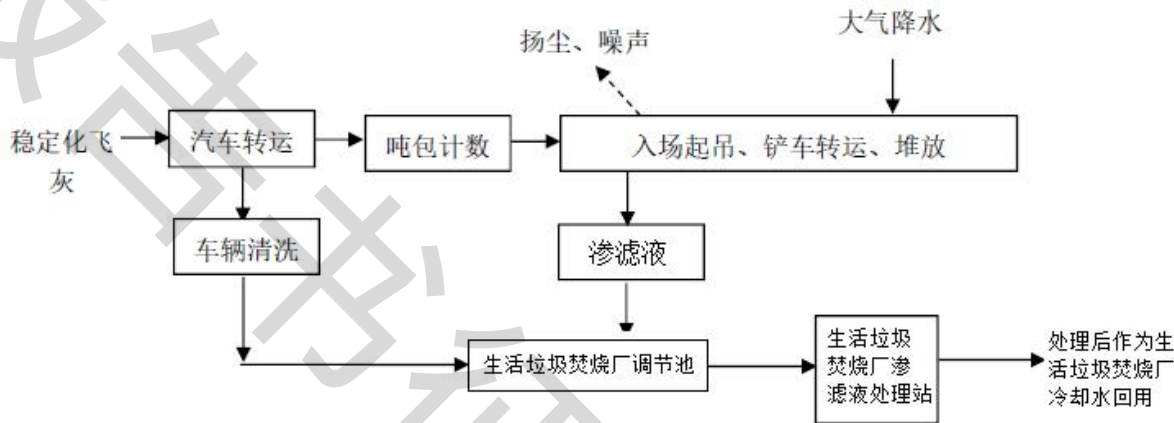 扬尘、噪声
大气降水
稳定化飞
灰
汽车转运
吨包计数
入场起吊、铲车转运、堆放
车辆清洗
渗滤液
生活垃圾焚烧厂调节池
生活垃圾
焚烧厂渗
滤液处理站
处理后作为生
活垃圾焚烧厂
冷却水回用